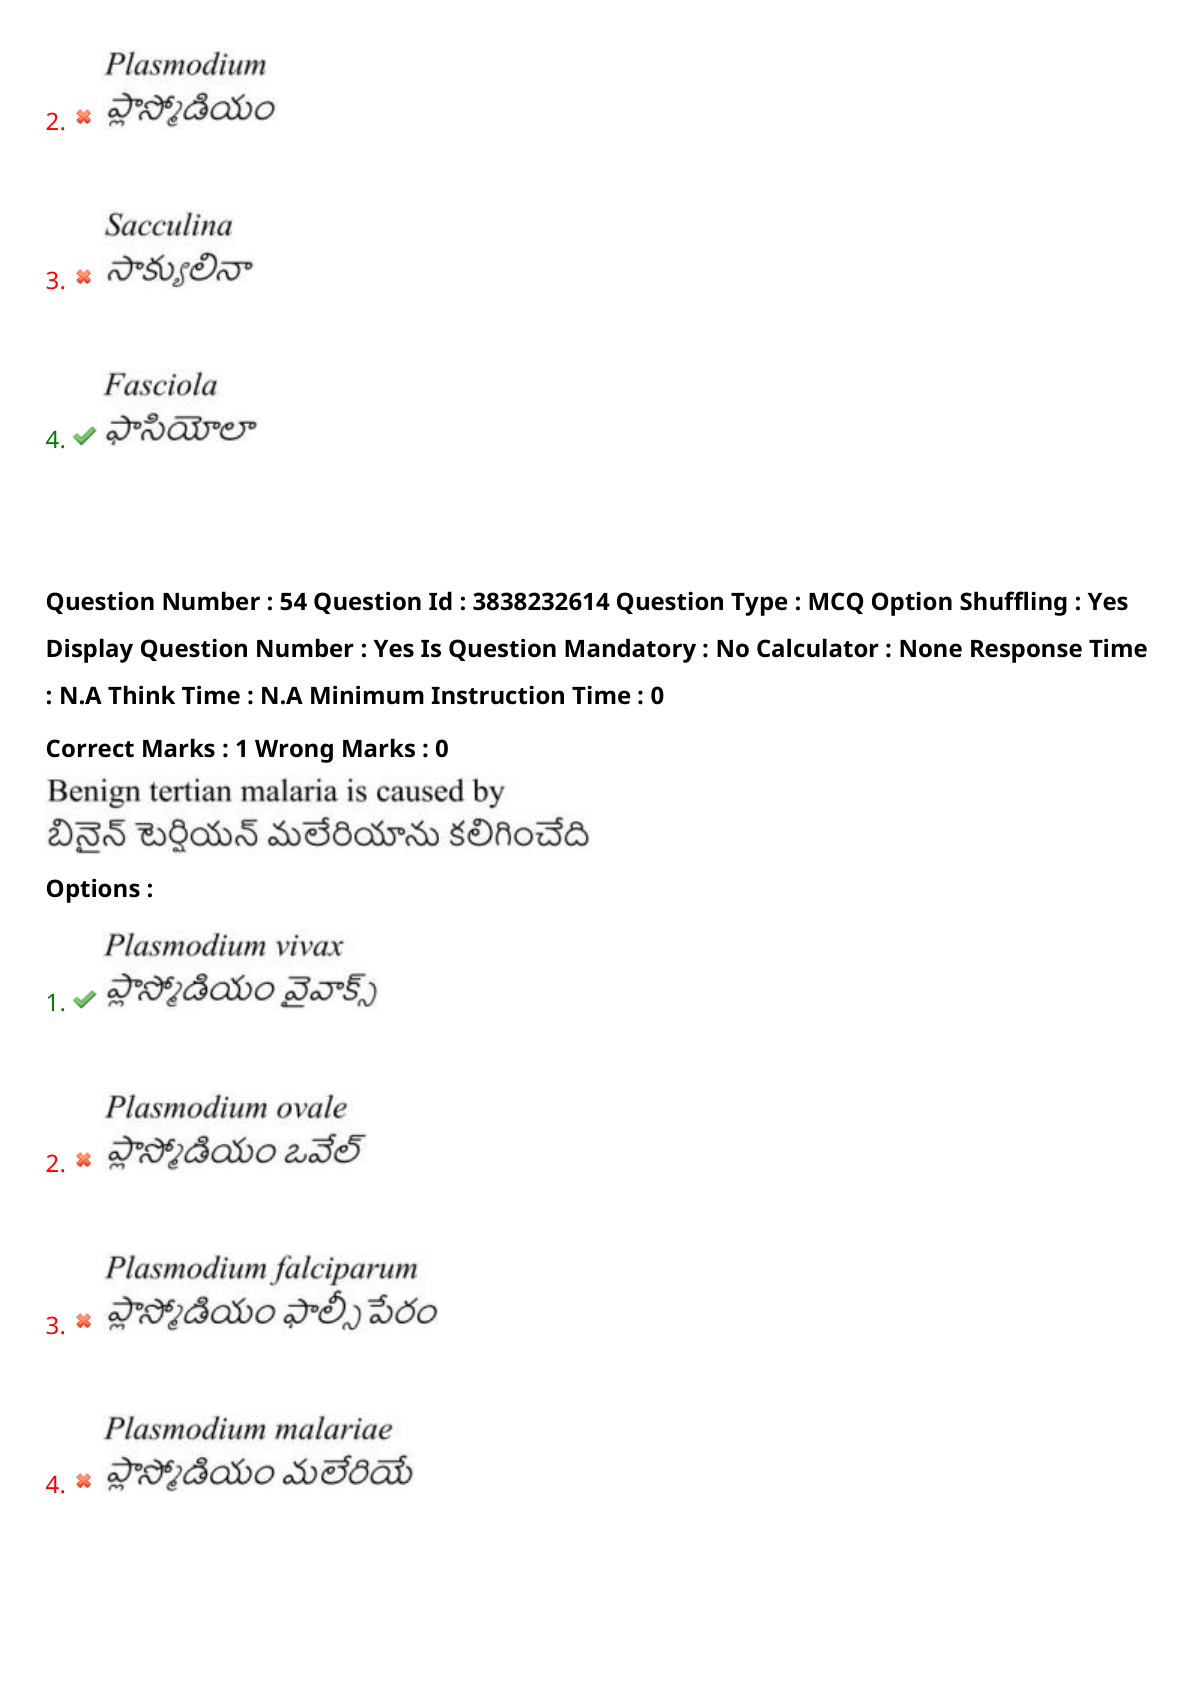 Plasmodium
2. ప్లాస్మోడియం
Sacculina
3. సాక్యులినా
Fasciola
4. ఫాసియోలా
Question Number : 54 Question Id : 3838232614 Question Type : MCQ Option Shuffling : Yes
Display Question Number : Yes Is Question Mandatory : No Calculator : None Response Time
: N.A Think Time : N.A Minimum Instruction Time : 0
Correct Marks : 1 Wrong Marks : 0
Benign tertian malaria is caused by
బినైన్ టెర్షియన్ మలేరియాను కలిగించేది
Options :
Plasmodium vivax
1. ప్లాస్మోడియం వైవాక్స్
Plasmodium ovale
2. ప్లాస్మోడియం ఒవేల్
Plasmodium falciparum
3. ప్లాస్మోడియం ఫాల్సీపేరం
Plasmodium malariae
4. ప్లాస్మోడియం మలేరియే